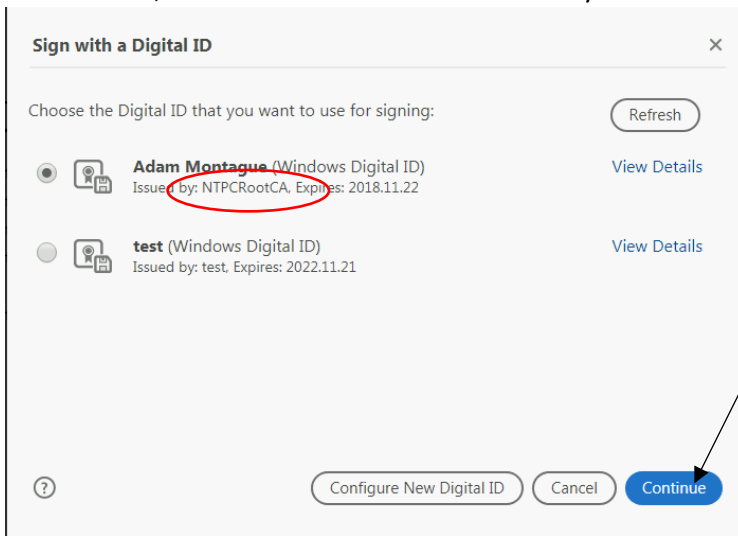 Sign with a Digital ID
Choose the Digital ID that you want to use for signing:
Refresh
Adam Montague (Windows Digital ID)
View Details
Issued by: NTPCRootCA, Expires: 2018.11.22
test (Windows Digital ID)
View Details
Issued by: test, Expires: 2022.11.21
? Configure New Digital ID Cancel Continue